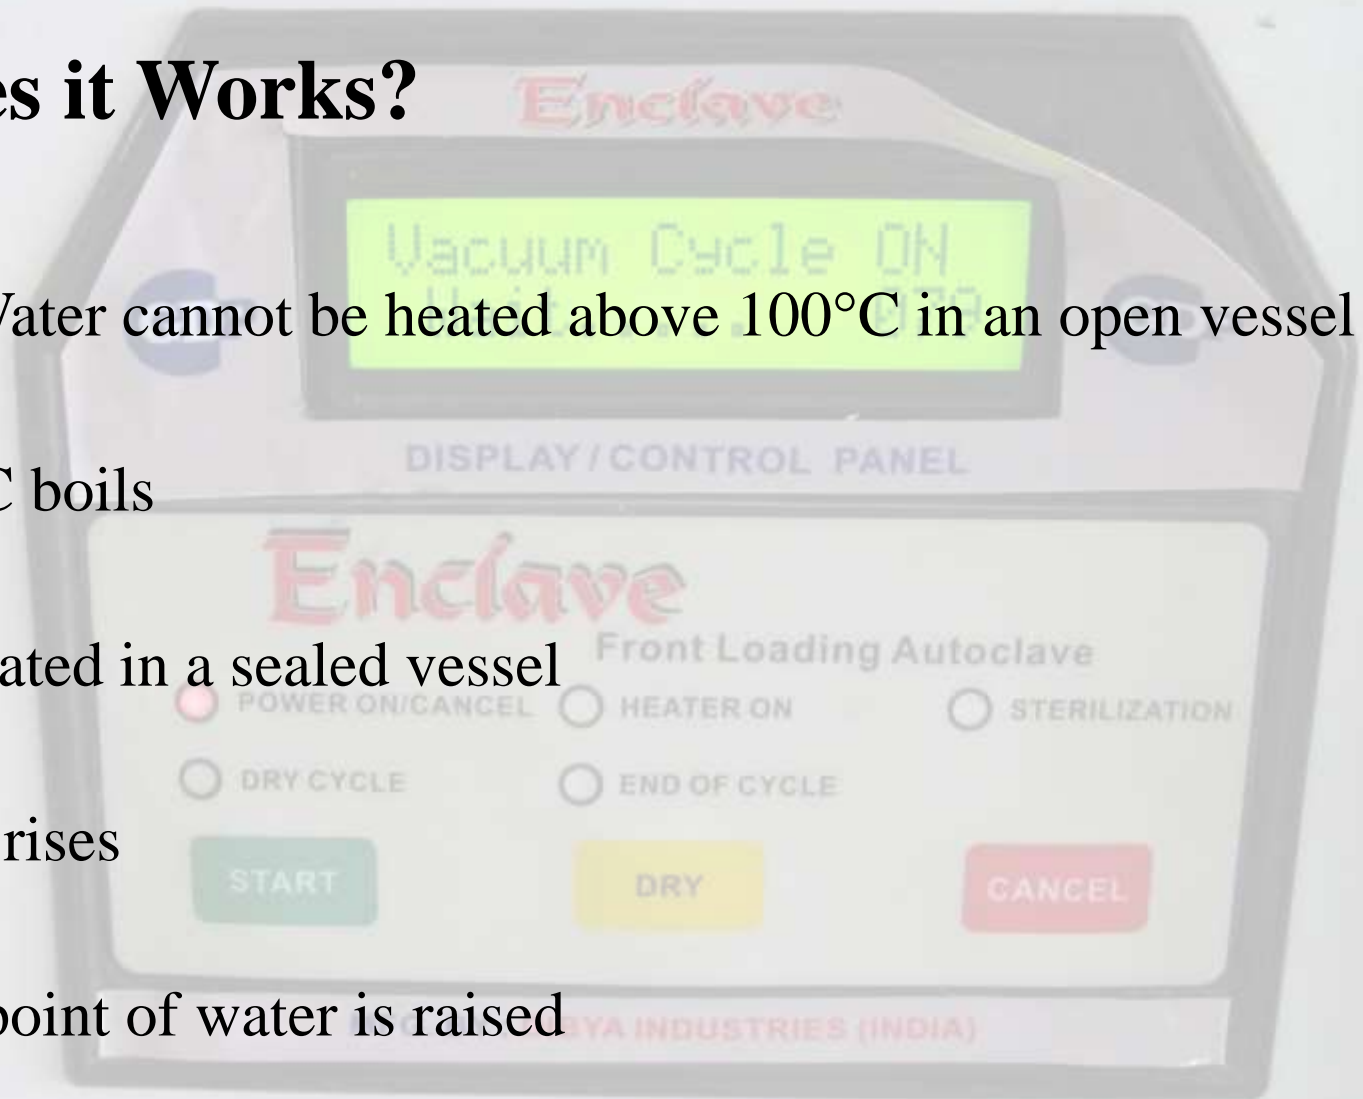 es it Works?
Enclave
Vacuum Cycle ON
Water cannot be heated above 100°C in an open vessel
DISPLAY / CONTROL PANEL
C boils
Enclave
Front Loading Autoclave
ated in a sealed vessel
POWER ON/CANCEL HEATER ON STERILIZATION
DRY CYCLE END OF CYCLE
rises
START DRY CANCEL
point of water is raised
INDUSTRIES (INDIA)